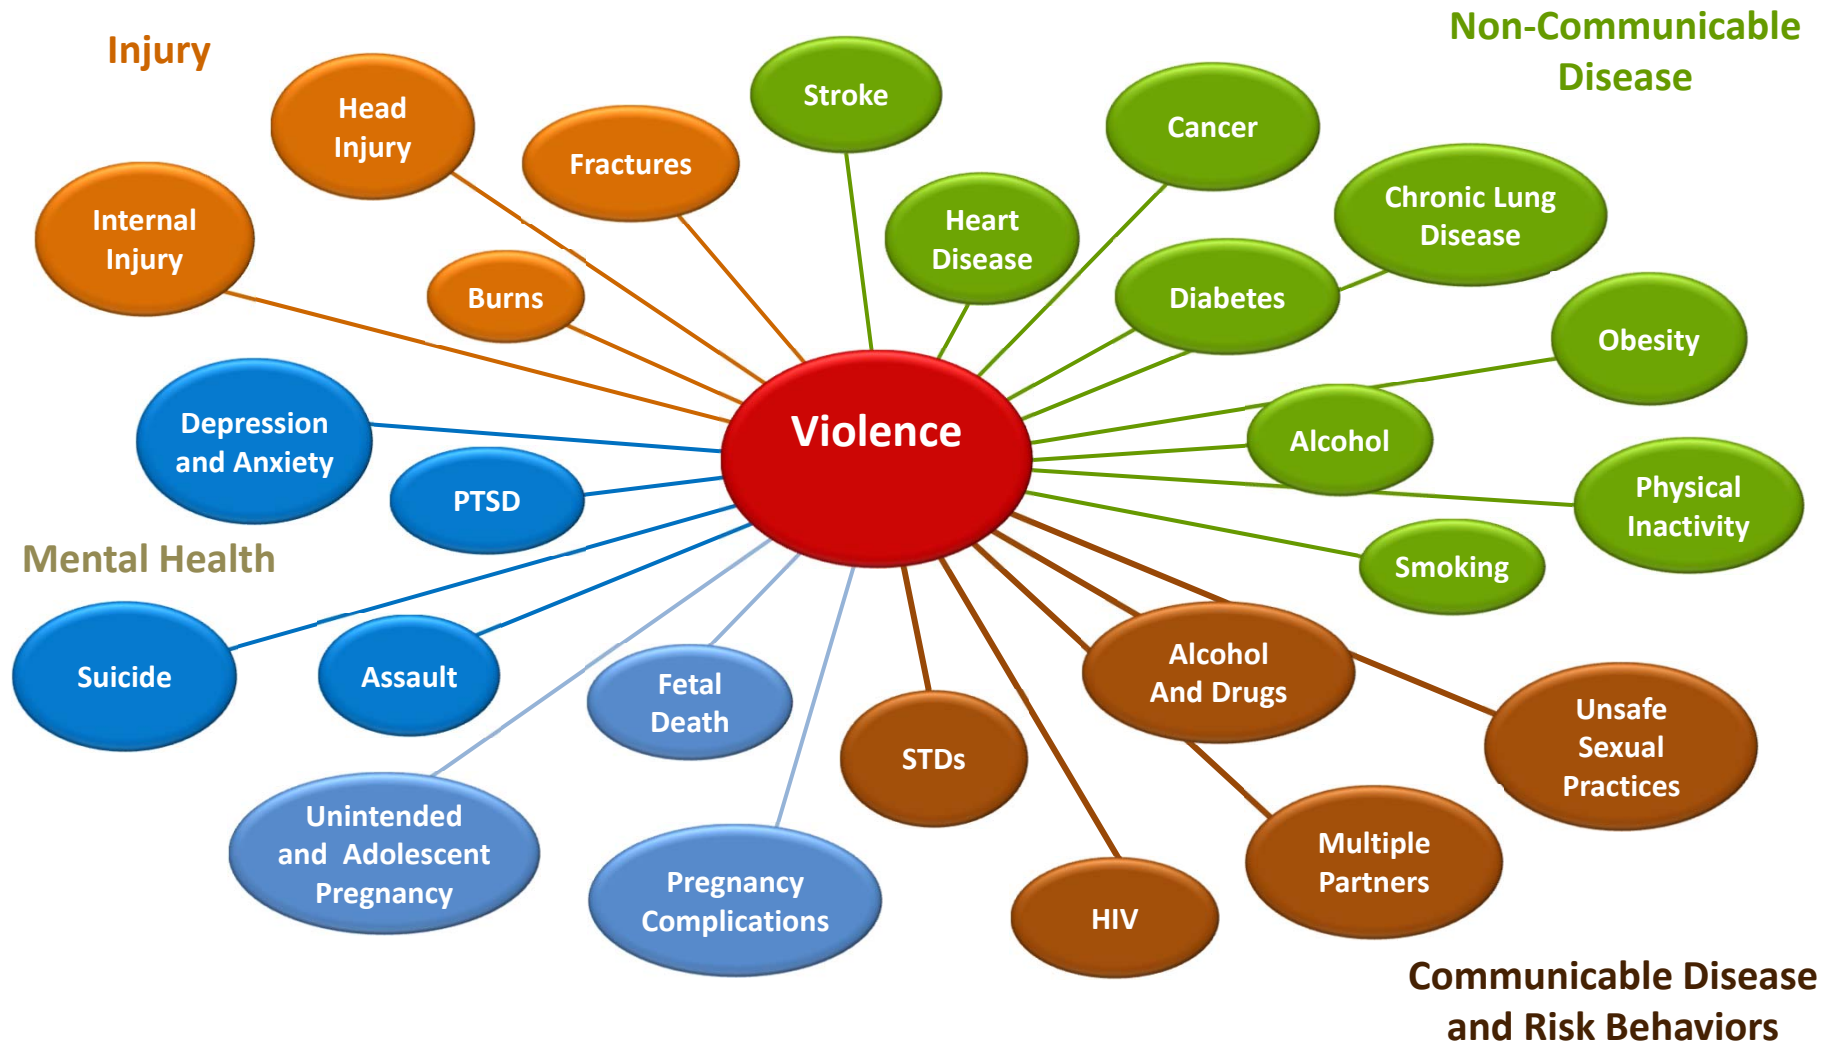 Injury
Non-Communicable
Disease
Head
Injury
Fractures
Stroke
Cancer
Internal
Injury
Burns
Heart
Disease
Chronic Lung
Disease
Diabetes
Obesity
Depression
and Anxiety
PTSD
Violence
Alcohol
Physical
Inactivity
Smoking
Mental Health
Suicide
Assault
Fetal
Death
Alcohol
And Drugs
Unsafe
Sexual
Practices
STDs
Unintended
and Adolescent
Pregnancy
Pregnancy
Complications
HIV
Multiple
Partners
Communicable Disease
and Risk Behaviors